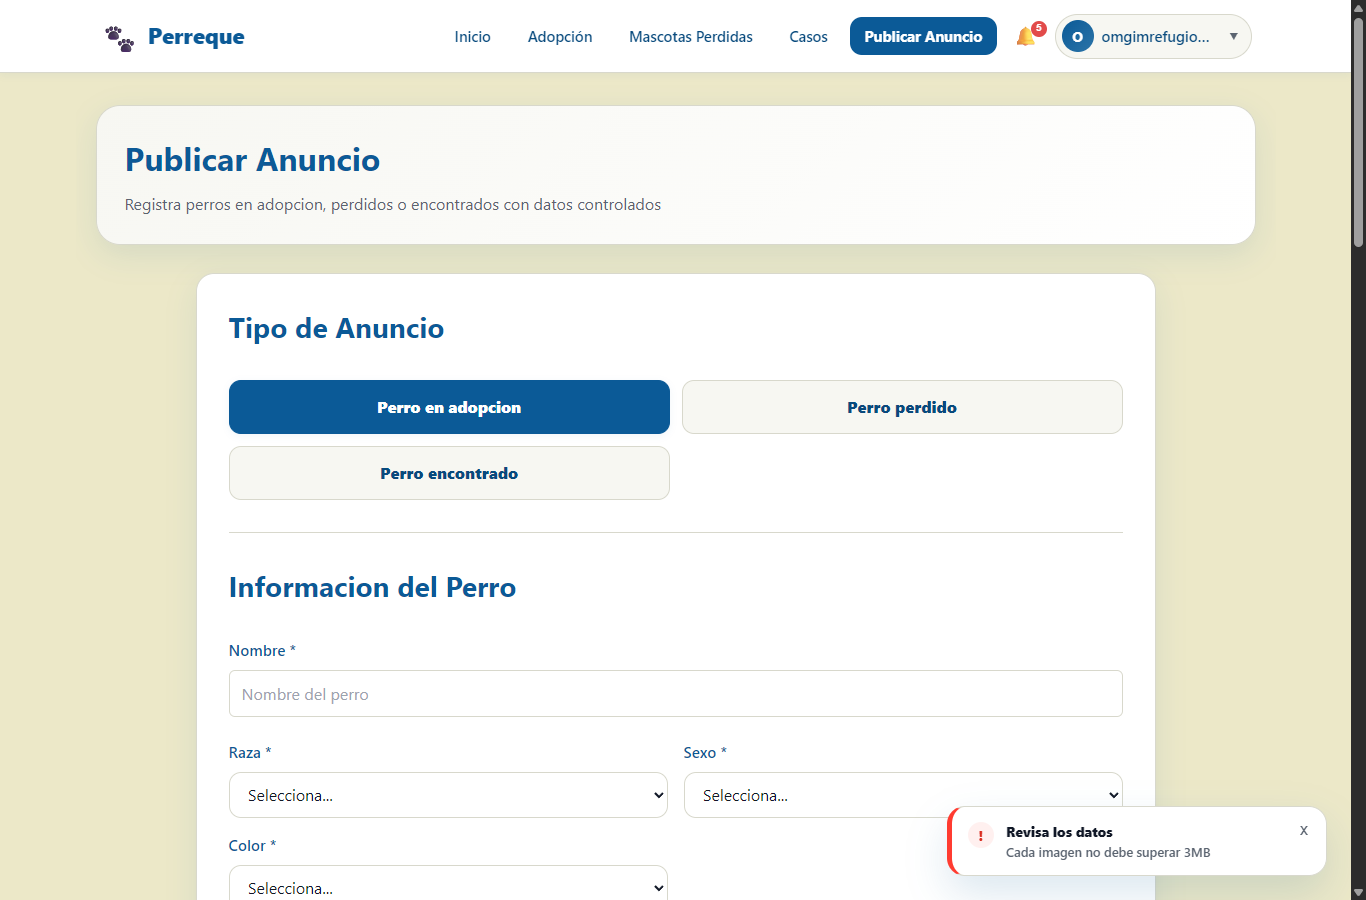 Perreque
Inicio
Adopción
Mascotas Perdidas
Casos
Publicar Anuncio
5
O
omgimrefugio...
Publicar Anuncio
Registra perros en adopcion, perdidos o encontrados con datos controlados
Tipo de Anuncio
Perro en adopcion
Perro perdido
Perro encontrado
Informacion del Perro
Nombre *
Nombre del perro
Raza *
Sexo *
Selecciona...
Selecciona...
Color *
Selecciona...
!
Revisa los datos
X
Cada imagen no debe superar 3MB